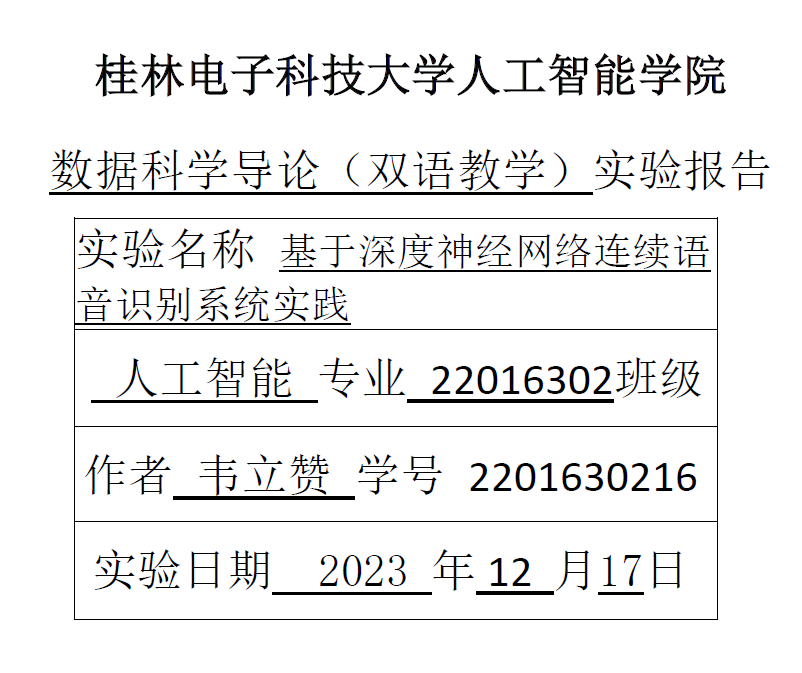 桂林电子科技大学人工智能学院
数据科学导论（双语教学）实验报告
实验名称 基于深度神经网络连续语
音识别系统实践
人工智能 专业 22016302班级
作者 韦立赞 学号 2201630216
实验日期 2023 年 12 月17日